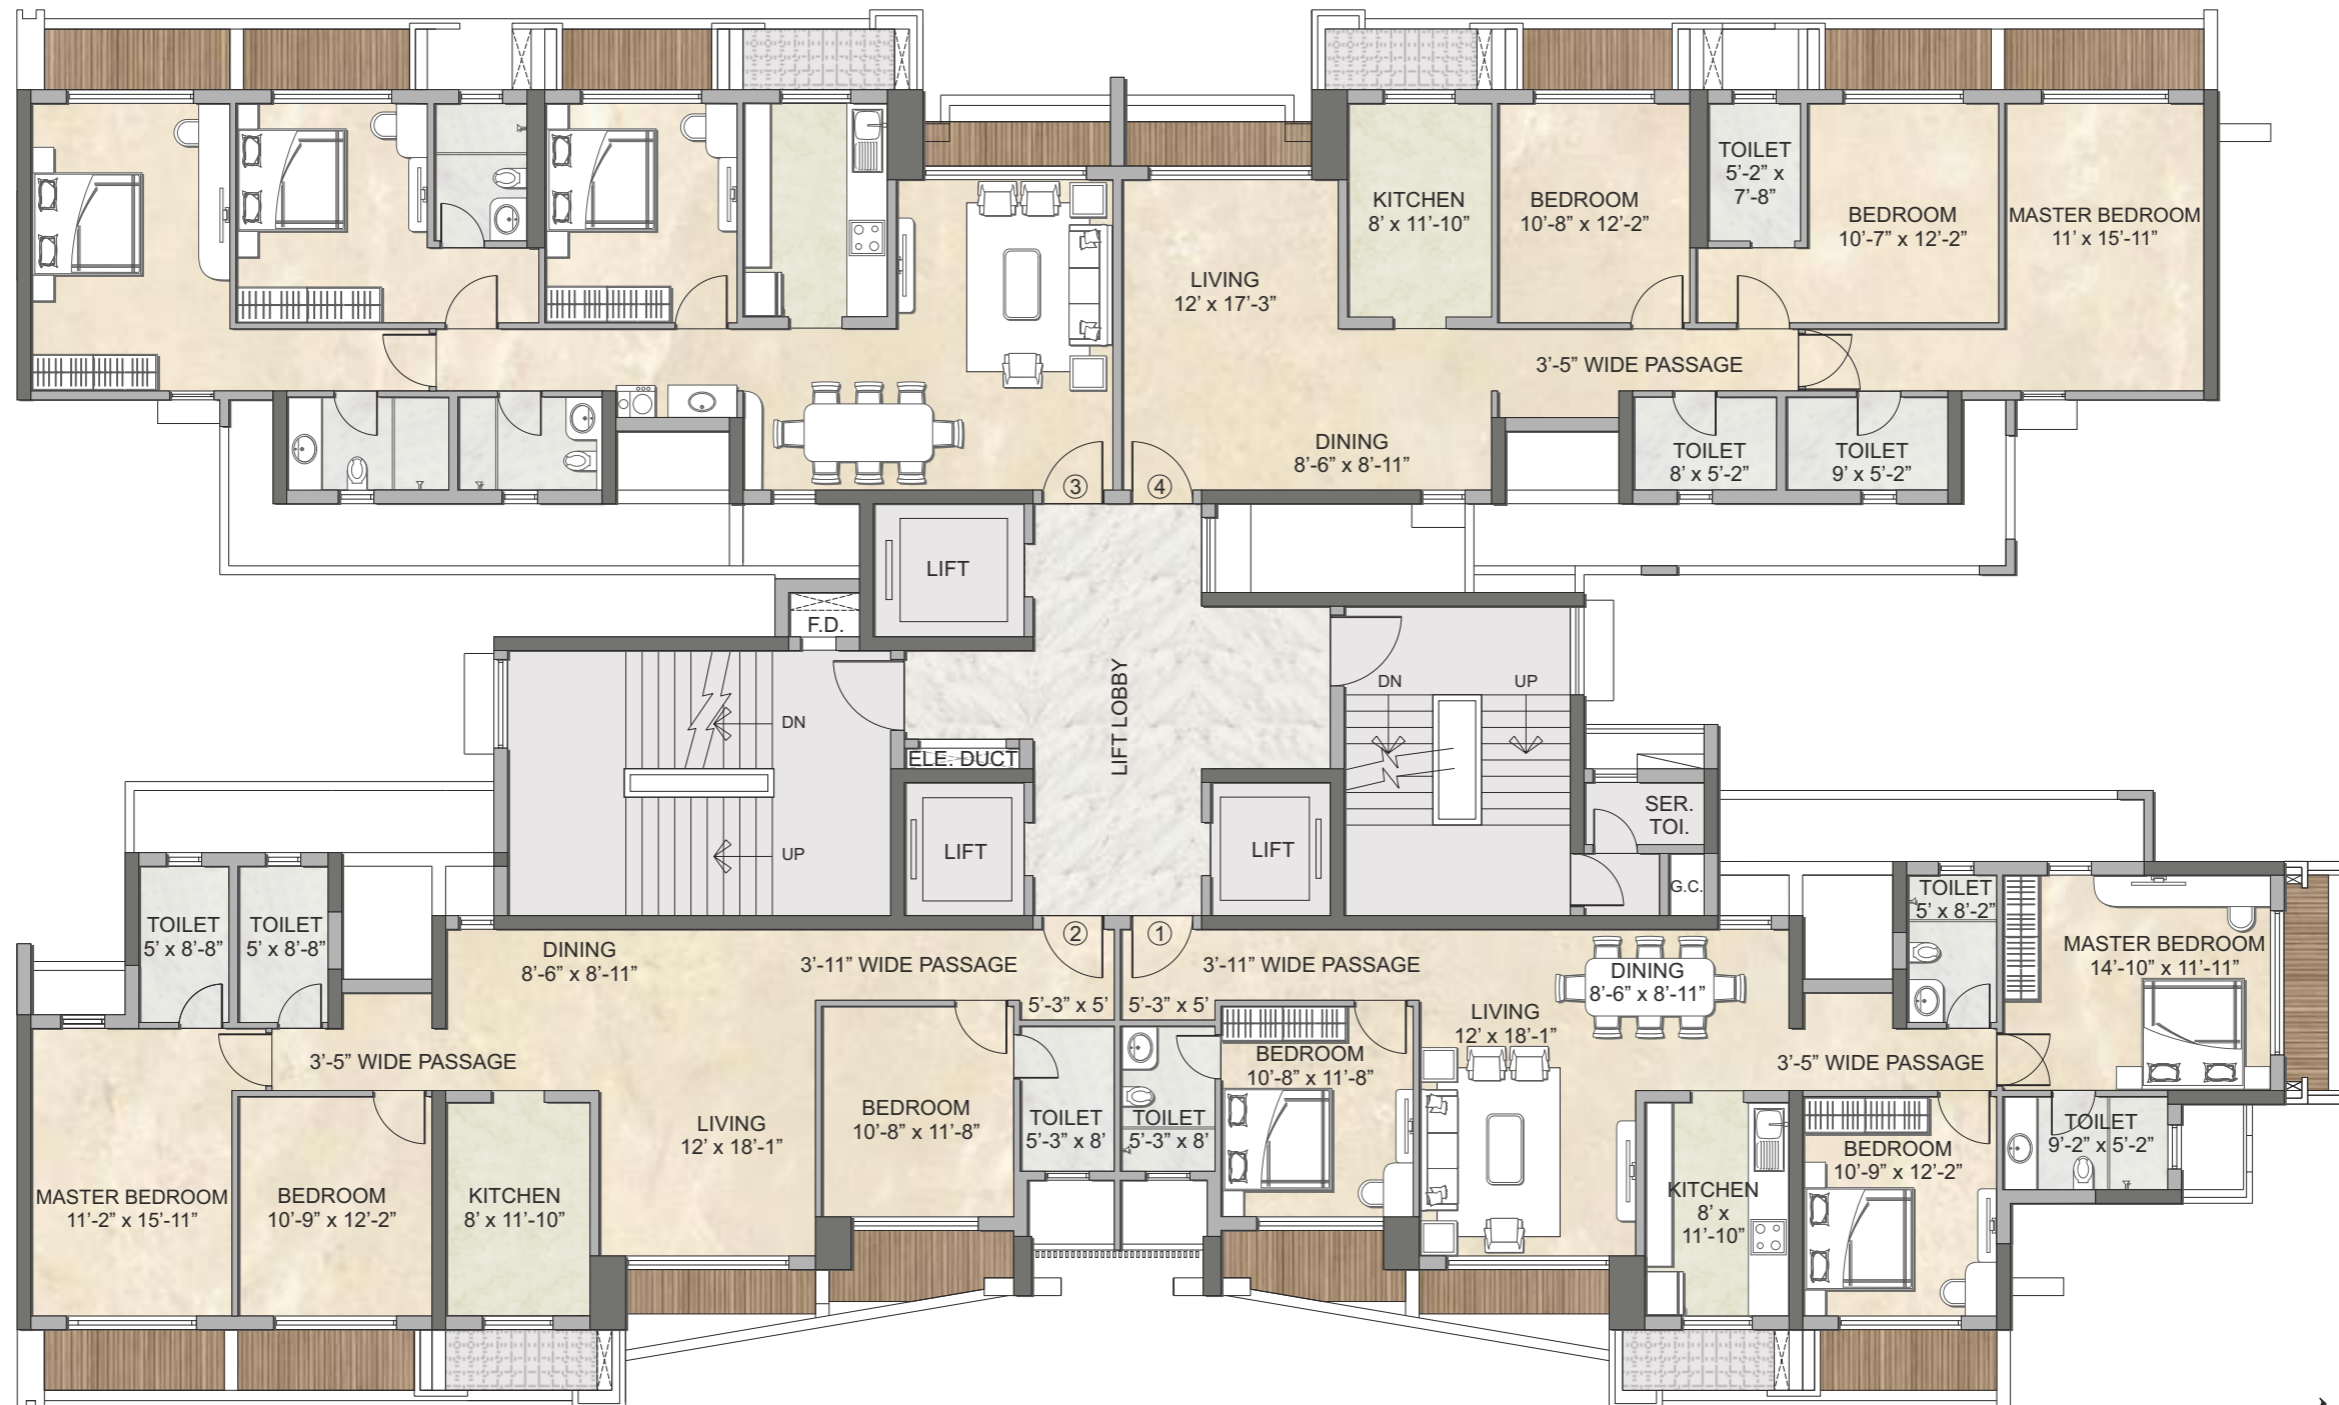 TOILET
5'-2” x
7'-8”
KITCHEN
8' x 11'-10”
BEDROOM
10'-8” x 12'-2”
BEDROOM
10'-7” x 12'-2”
MASTER BEDROOM
11' x 15'-11”
LIVING
12' x 17'-3”
3'-5” WIDE PASSAGE
DINING
8'-6” x 8'-11”
TOILET
8' x 5'-2”
TOILET
9' x 5'-2”
3
4
LIFT
F.D.
LIFT LOBBY
DN
UP
DN
UP
ELE. DUCT
LIFT
LIFT
SER.
TOI.
G.C.
TOILET
5' x 8'-8”
TOILET
5' x 8'-8”
DINING
8'-6” x 8'-11”
3'-11” WIDE PASSAGE
2
5'-3” x 5'
1
5'-3” x 5'
3'-11” WIDE PASSAGE
DINING
8'-6” x 8'-11”
TOILET
5' x 8'-2”
MASTER BEDROOM
14'-10” x 11'-11”
LIVING
12' x 18'-1”
3'-5” WIDE PASSAGE
3'-5” WIDE PASSAGE
BEDROOM
10'-8” x 11'-8”
BEDROOM
10'-8” x 11'-8”
TOILET
5'-3” x 8'
TOILET
5'-3” x 8'
LIVING
12' x 18'-1”
TOILET
9'-2” x 5'-2”
BEDROOM
10'-9” x 12'-2”
MASTER BEDROOM
11'-2” x 15'-11”
BEDROOM
10'-9” x 12'-2”
KITCHEN
8' x 11'-10”
KITCHEN
8' x
11'-10”